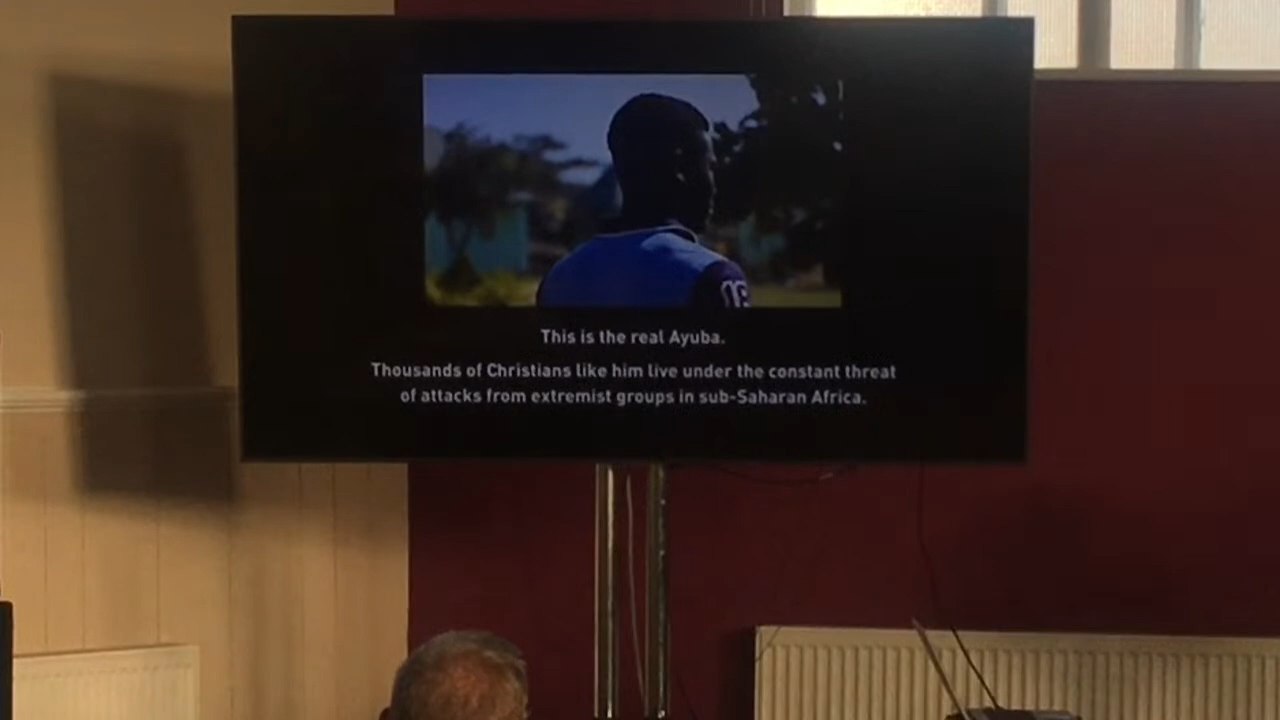 This is the real Ayuba.
Thousands of Christians like him live under the constant threat
of attacks from extremist groups in sub-Saharan Africa.